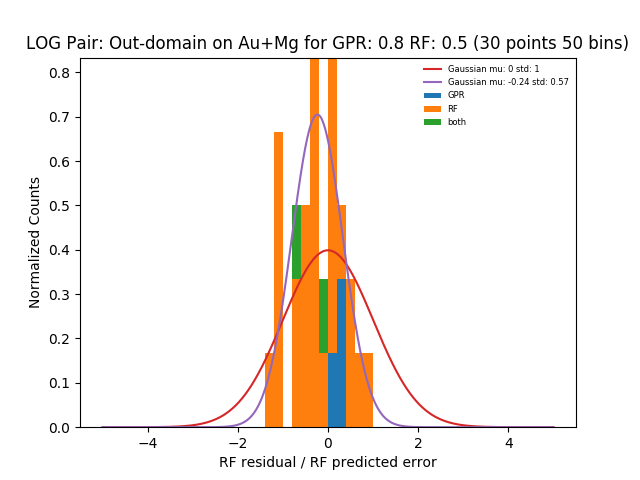 LOG Pair: Out-domain on Au+Mg for GPR: 0.8 RF: 0.5 (30 points 50 bins)
Gaussian mu: 0 std: 1
Gaussian mu: -0.24 std: 0.57
GPR
RF
both
Normalized Counts
0.8
0.7
0.6
0.5
0.4
0.3
0.2
0.1
0.0
−4
−2
0
2
4
RF residual / RF predicted error